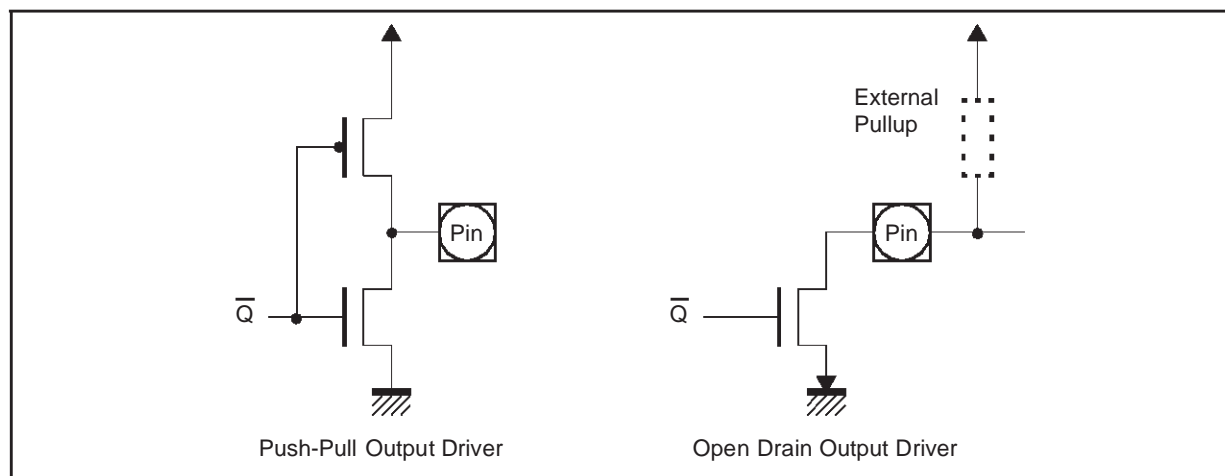 External
Pullup
Pin
Pin
Q̅
Q̅
Push-Pull Output Driver
Open Drain Output Driver